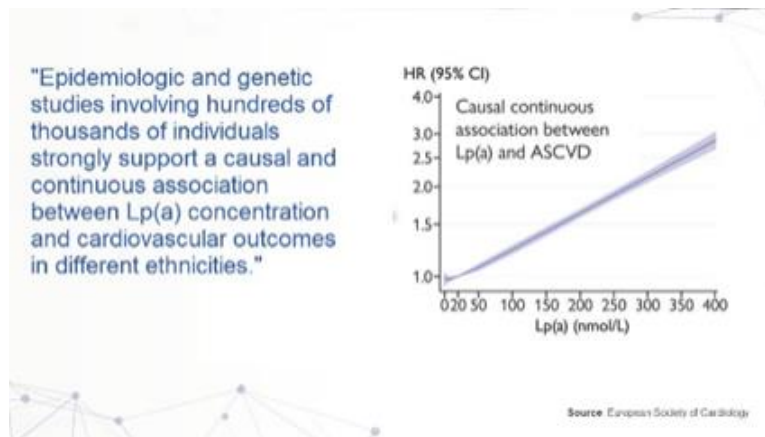 "Epidemiologic and genetic
studies involving hundreds of
thousands of individuals
strongly support a causal and
continuous association
between Lp(a) concentration
and cardiovascular outcomes
in different ethnicities."
HR (95% CI)
Causal continuous
association between
Lp(a) and ASCVD
4.0
3.0
2.5
2.0
1.5
1.0
0 20 50 100 150 200 250 300 350 400
Lp(a) (nmol/L)
Source European Society of Cardiology